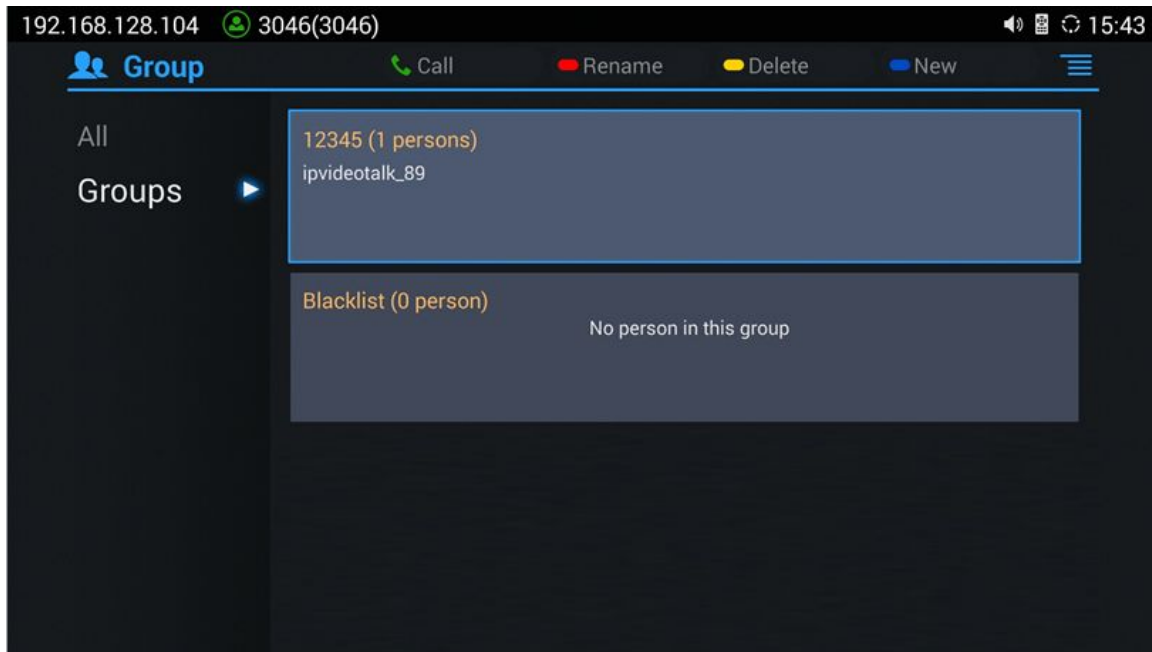 192.168.128.104 3046(3046) 15:43
Group Call Rename Delete New
All
Groups
12345 (1 persons)
ipvideotalk_89
Blacklist (0 person)
No person in this group